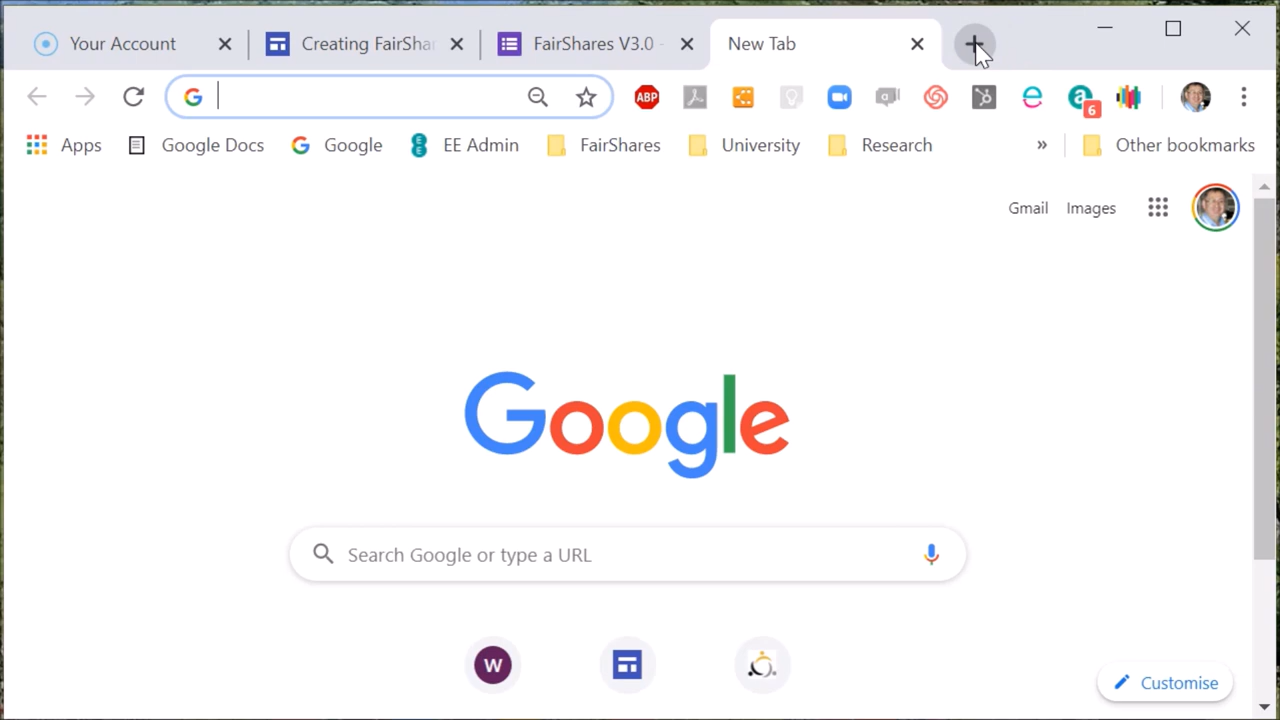 Your Account
Creating FairShar
FairShares V3.0 -
New Tab
ABP
6
Apps
Google Docs
Google
EE Admin
FairShares
University
Research
»
Other bookmarks
Gmail
Images
Google
Search Google or type a URL
W
Customise